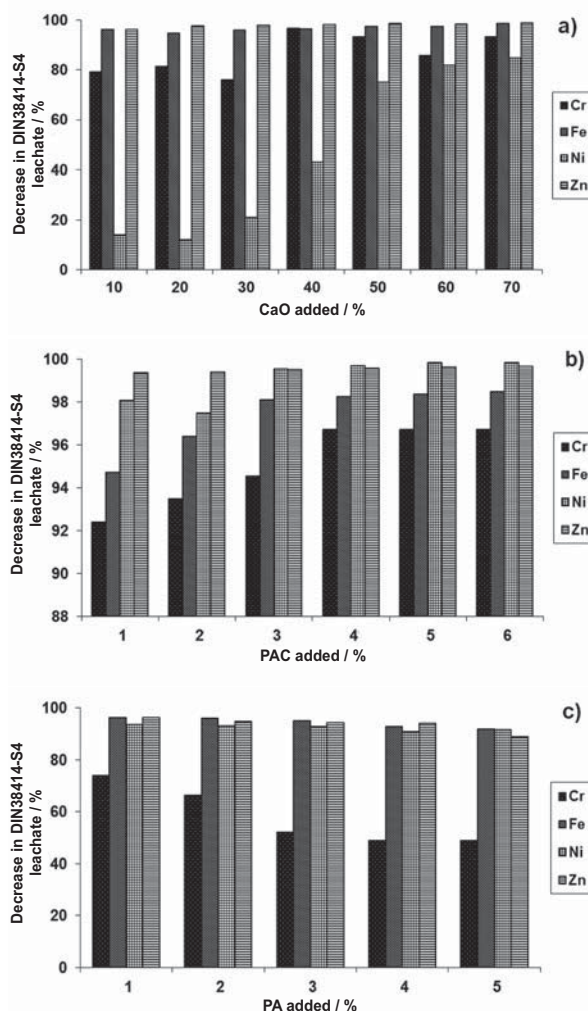 a)
Decrease in DIN38414-S4
leachate / %
100
80
60
40
20
0
10 20 30 40 50 60 70
CaO added / %
Cr
Fe
Ni
Zn
b)
Decrease in DIN38414-S4
leachate / %
100
98
96
94
92
90
88
1 2 3 4 5 6
PAC added / %
Cr
Fe
Ni
Zn
c)
Decrease in DIN38414-S4
leachate / %
100
80
60
40
20
0
1 2 3 4 5
PA added / %
Cr
Fe
Ni
Zn